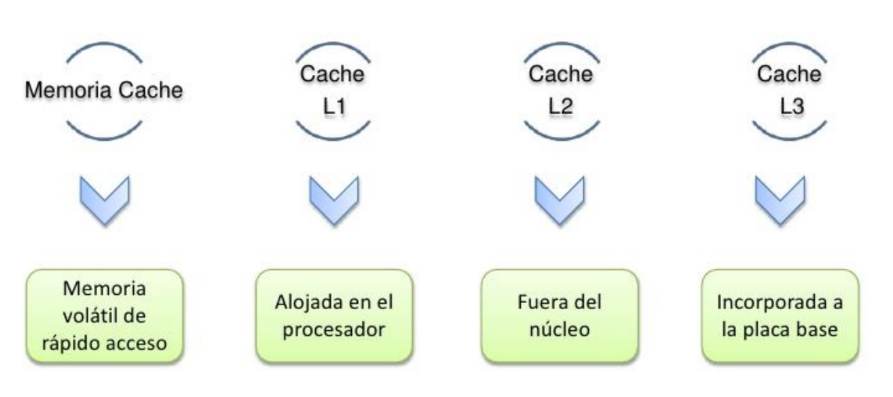 Memoria Cache
Cache
L1
Cache
L2
Cache
L3
Memoria
volátil de
rápido acceso
Alojada en el
procesador
Fuera del
núcleo
Incorporada a
la placa base